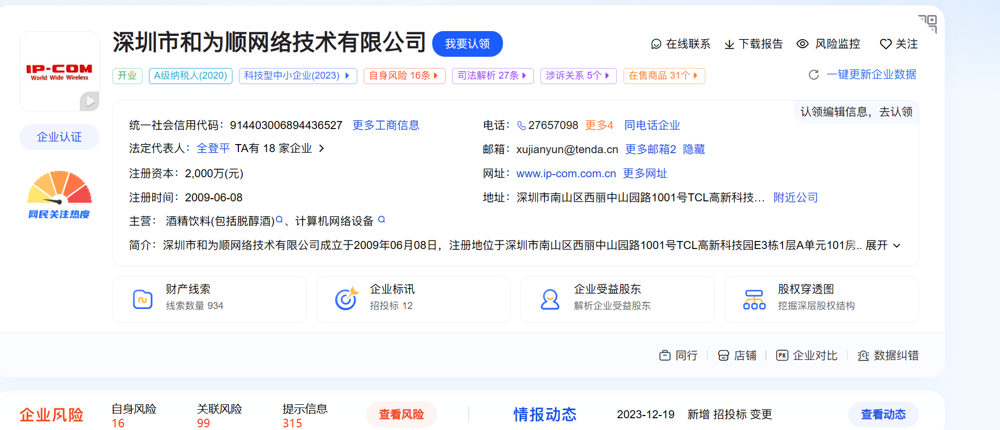 深圳市和为顺网络技术有限公司 我要认领
在线联系 下载报告 风险监控 关注
IP-COM
World Wide Wireless
开业 A级纳税人(2020) 科技型中小企业(2023) 自身风险 16条 司法解析 27条 涉诉关系 5个 在售商品 31个
一键更新企业数据
认领编辑信息，去认领
企业认证
网民关注热度
统一社会信用代码：914403006894436527 更多工商信息
电话：27657098 更多4 同电话企业
法定代表人：全登平 TA有 18 家企业
邮箱：xujianyun@tenda.cn 更多邮箱2 隐藏
注册资本：2,000万(元)
网址：www.ip-com.com.cn 更多网址
注册时间：2009-06-08
地址：深圳市南山区西丽中山园路1001号TCL高新科技... 附近公司
主营：酒精饮料(包括脱醇酒)、计算机网络设备
简介：深圳市和为顺网络技术有限公司成立于2009年06月08日，注册地位于深圳市南山区西丽中山园路1001号TCL高新科技园E3栋1层A单元101房.. 展开
财产线索
线索数量 934
企业标讯
招投标 12
企业受益股东
解析企业受益股东
股权穿透图
挖掘深层股权结构
同行 店铺 PK 企业对比 数据纠错
企业风险
自身风险
16
关联风险
99
提示信息
315
查看风险
情报动态
2023-12-19 新增 招投标 变更
查看动态